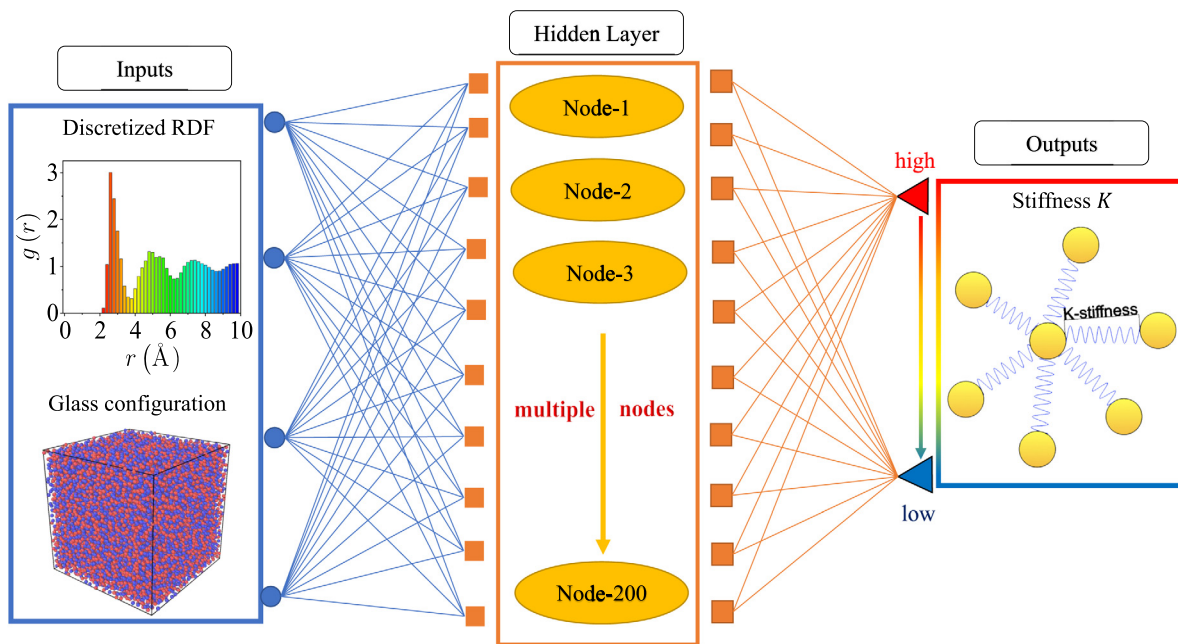 Inputs
Discretized RDF
3
2
1
0
g (r)
0 2 4 6 8 10
r (Å)
Glass configuration
Hidden Layer
Node-1
Node-2
Node-3
multiple nodes
Node-200
high
low
Outputs
Stiffness K
K-stiffness